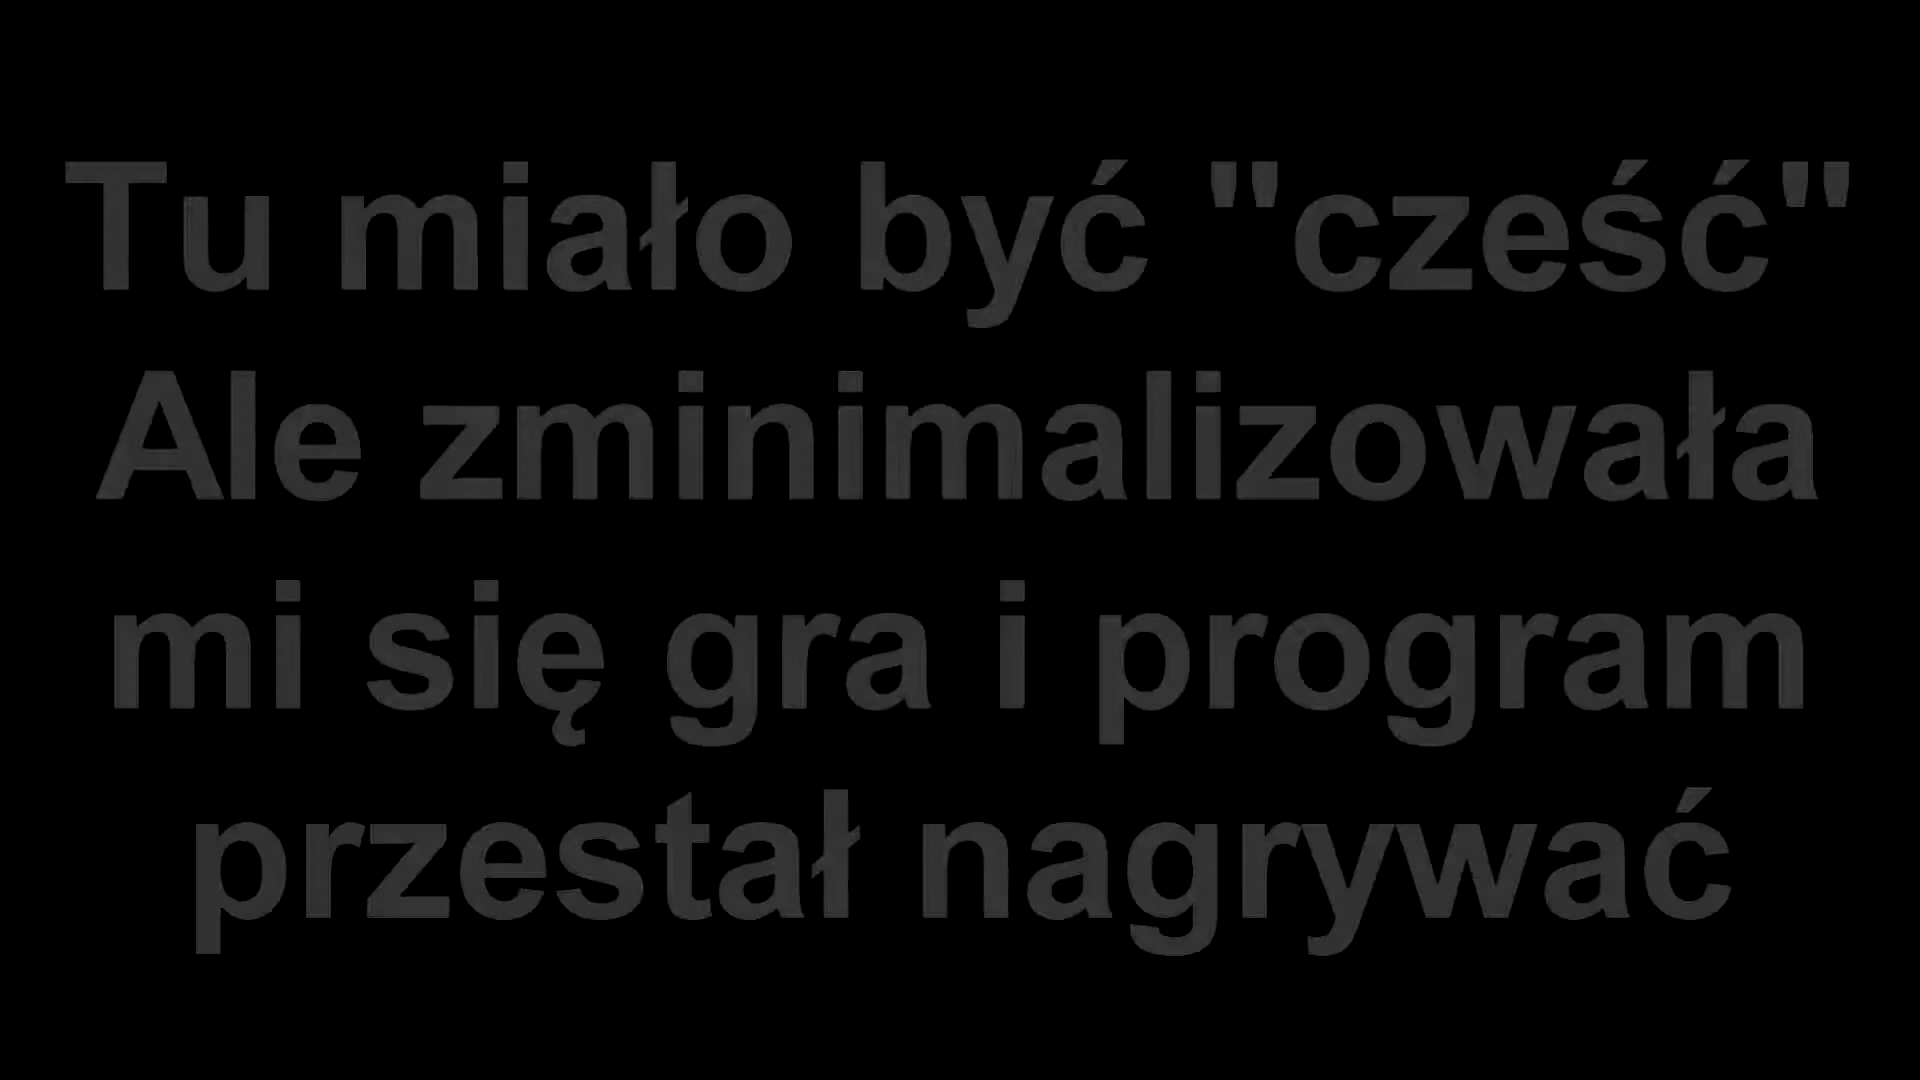 Tu miało być "cześć"
Ale zminimalizowała
mi się gra i program
przestał nagrywać